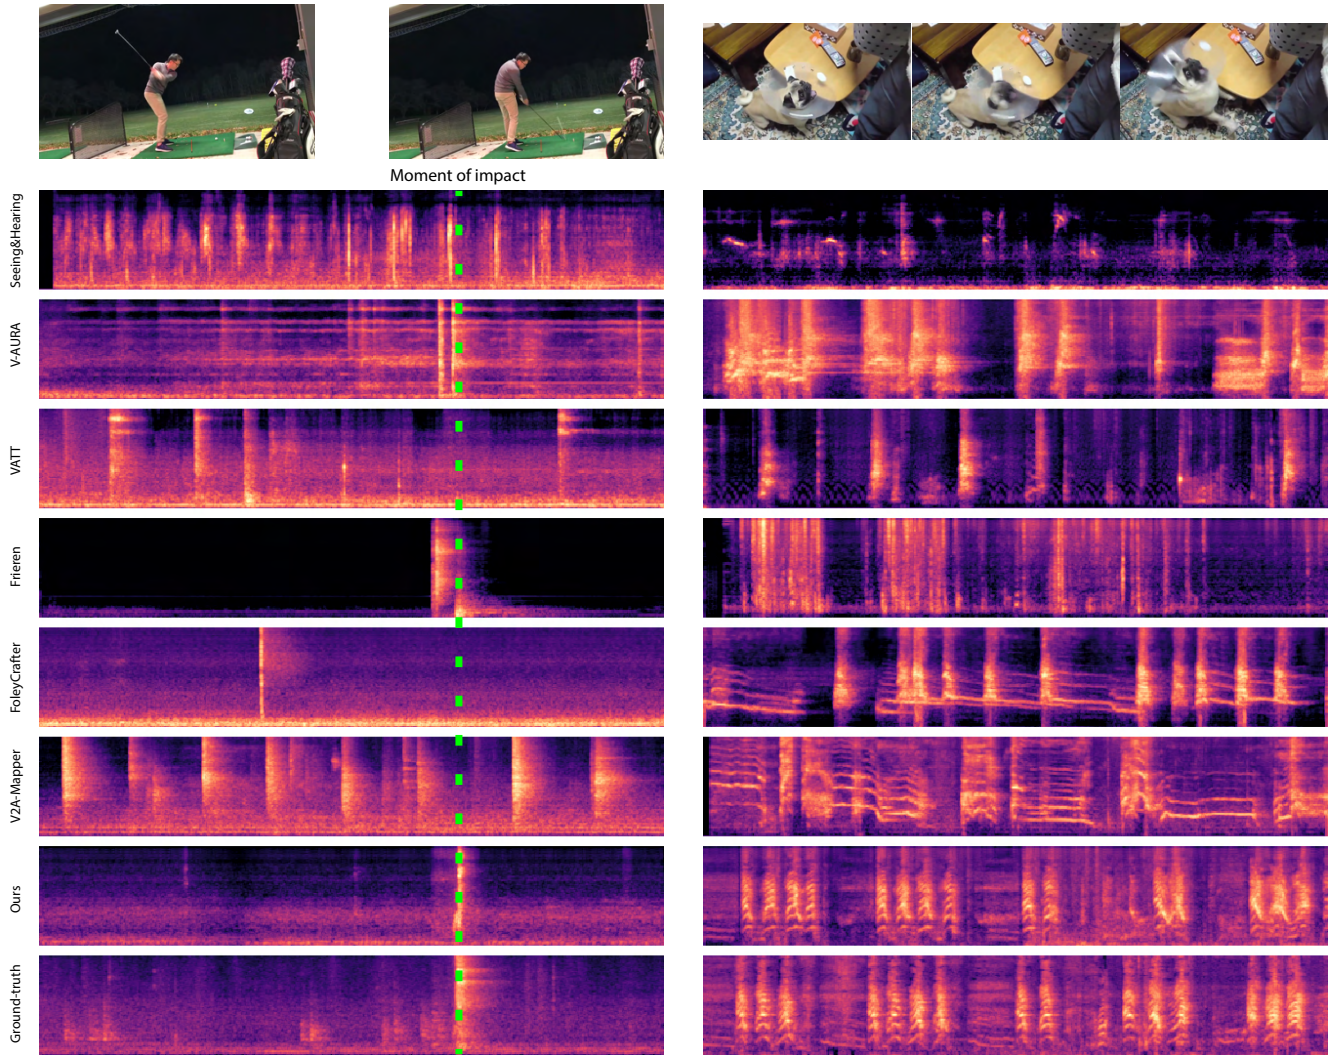 Moment of impact
Seeing&Hearing
V-AURA
VATT
Frieren
FoleyCrafter
V2A-Mapper
Ours
Ground-truth